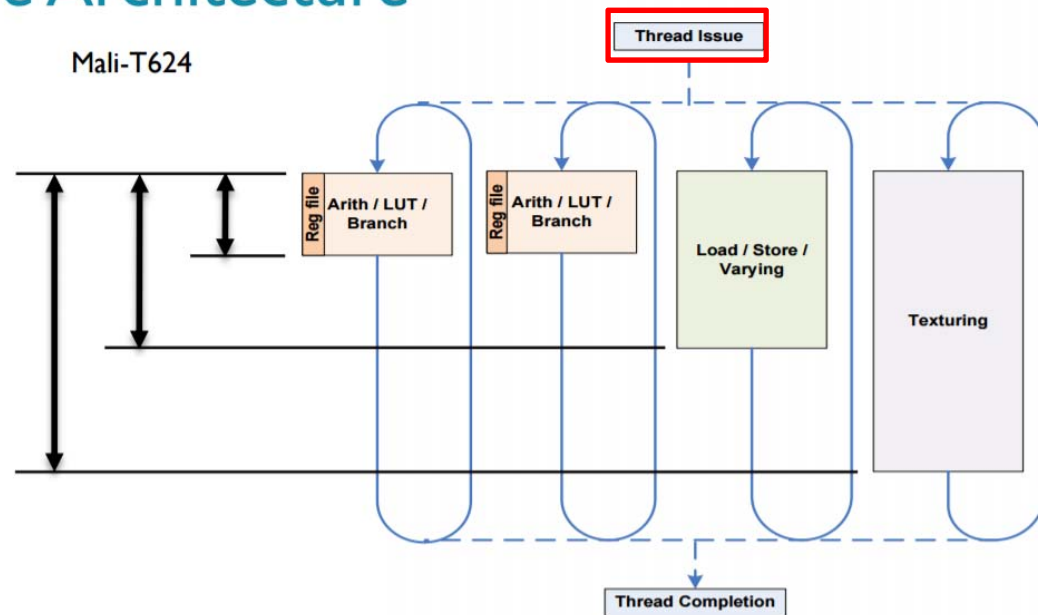 e Architecture
Mali-T624
Thread Issue
Reg file
Arith / LUT /
Branch
Reg file
Arith / LUT /
Branch
Load / Store /
Varying
Texturing
Thread Completion